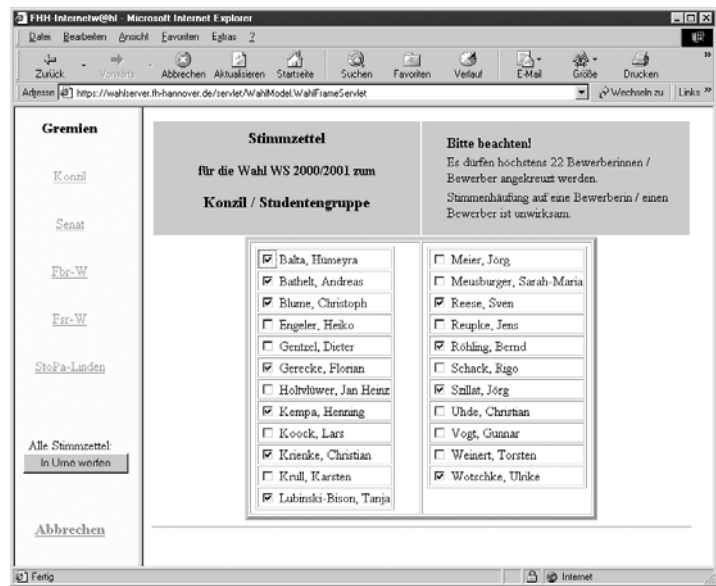 FHH-Internetw@hl - Microsoft Internet Explorer
Datei Bearbeiten Ansicht Favoriten Extras ?
Zurück Vorwärts Abbrechen Aktualisieren Startseite Suchen Favoriten Verlauf E-Mail Größe Drucken »
Adresse https://wahlserver.fh-hannover.de/servlet/WahlModel.WahlFrameServlet Wechseln zu Links »
Gremien
Konzil
Senat
Fbr-W
Fsr-W
StoPa-Linden
Alle Stimmzettel:
In Urne werfen
Abbrechen
Stimmzettel
für die Wahl WS 2000/2001 zum
Konzil / Studentengruppe
Bitte beachten!
Es dürfen höchstens 22 Bewerberinnen /
Bewerber angekreuzt werden.
Stimmenhäufung auf eine Bewerberin / einen
Bewerber ist unwirksam.
Balta, Hümeyra
Bathelt, Andreas
Blume, Christoph
Engeler, Heiko
Gentzel, Dieter
Gerecke, Florian
Holtvlüwer, Jan Heinz
Kempa, Henning
Koock, Lars
Krienke, Christian
Krull, Karsten
Lubinski-Bison, Tanja
Meier, Jörg
Meusburger, Sarah-Maria
Reese, Sven
Reupke, Jens
Röhling, Bernd
Schack, Rigo
Szillat, Jörg
Uhde, Christian
Vogt, Gunnar
Weinert, Torsten
Wotschke, Ulrike
Fertig Internet